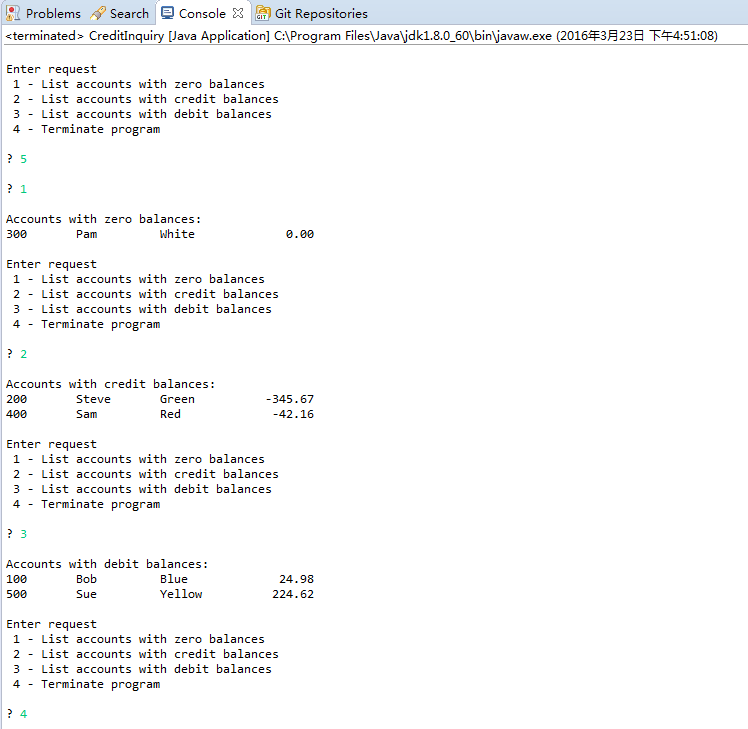 Problems Search Console Git Repositories
<terminated> CreditInquiry [Java Application] C:\Program Files\Java\jdk1.8.0_60\bin\javaw.exe (2016年3月23日 下午4:51:08)
Enter request
1 - List accounts with zero balances
2 - List accounts with credit balances
3 - List accounts with debit balances
4 - Terminate program
? 5
? 1
Accounts with zero balances:
300 Pam White 0.00
Enter request
1 - List accounts with zero balances
2 - List accounts with credit balances
3 - List accounts with debit balances
4 - Terminate program
? 2
Accounts with credit balances:
200 Steve Green -345.67
400 Sam Red -42.16
Enter request
1 - List accounts with zero balances
2 - List accounts with credit balances
3 - List accounts with debit balances
4 - Terminate program
? 3
Accounts with debit balances:
100 Bob Blue 24.98
500 Sue Yellow 224.62
Enter request
1 - List accounts with zero balances
2 - List accounts with credit balances
3 - List accounts with debit balances
4 - Terminate program
? 4